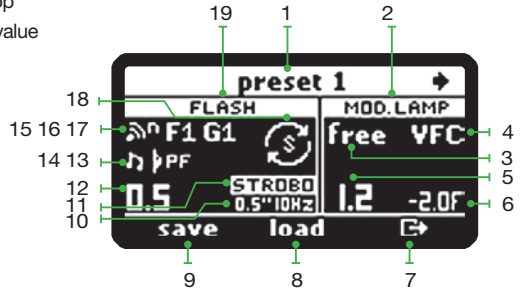 op
value
19 1 2
preset 1
FLASH MOD.LAMP
18
15 16 17 n F1 G1 S free VFC 4
3
14 13 PF
5
12 0.5 STROBO 1.2 -2.0F 6
11
10 0.5"10Hz
save load
9 8 7